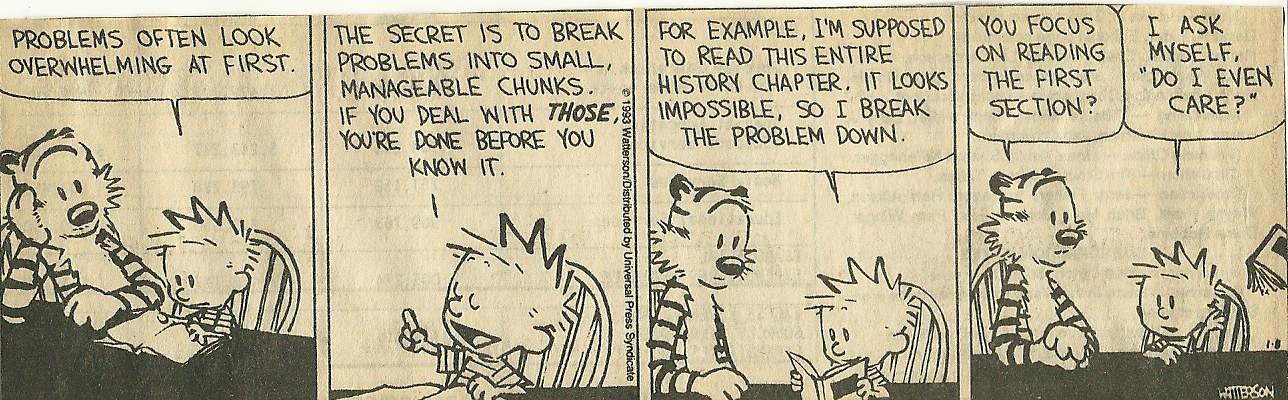 PROBLEMS OFTEN LOOK
OVERWHELMING AT FIRST.
THE SECRET IS TO BREAK
PROBLEMS INTO SMALL,
MANAGEABLE CHUNKS.
IF YOU DEAL WITH THOSE,
YOU'RE DONE BEFORE YOU
KNOW IT.
© 1993 Watterson/Distributed by Universal Press Syndicate
FOR EXAMPLE, I'M SUPPOSED
TO READ THIS ENTIRE
HISTORY CHAPTER. IT LOOKS
IMPOSSIBLE, SO I BREAK
THE PROBLEM DOWN.
YOU FOCUS
ON READING
THE FIRST
SECTION?
I ASK
MYSELF,
"DO I EVEN
CARE?"
1-8
WATTERSON